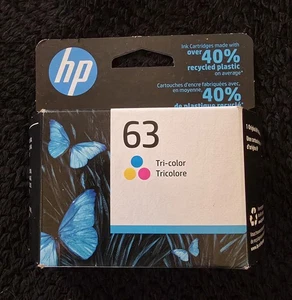 hp
Ink Cartridges made with
over 40%
recycled plastic
on average*
Cartouches d'encre fabriquées avec,
en moyenne, 40%
de plastique recyclé*
63
Tri-color
Tricolore